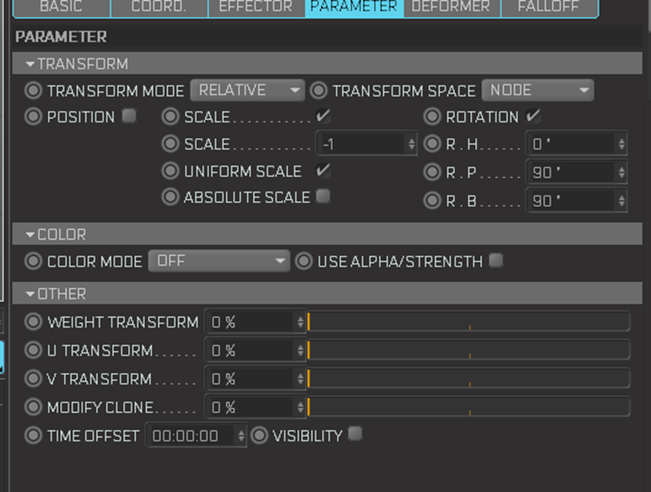 BASIC COORD. EFFECTOR PARAMETER DEFORMER FALLOFF
PARAMETER
TRANSFORM
TRANSFORM MODE RELATIVE TRANSFORM SPACE NODE
POSITION SCALE........... ROTATION
SCALE........... -1 R . H...... 0 °
UNIFORM SCALE R . P...... 90 °
ABSOLUTE SCALE R . B...... 90 °
COLOR
COLOR MODE OFF USE ALPHA/STRENGTH
OTHER
WEIGHT TRANSFORM 0 %
U TRANSFORM...... 0 %
V TRANSFORM...... 0 %
MODIFY CLONE..... 0 %
TIME OFFSET 00:00:00 VISIBILITY